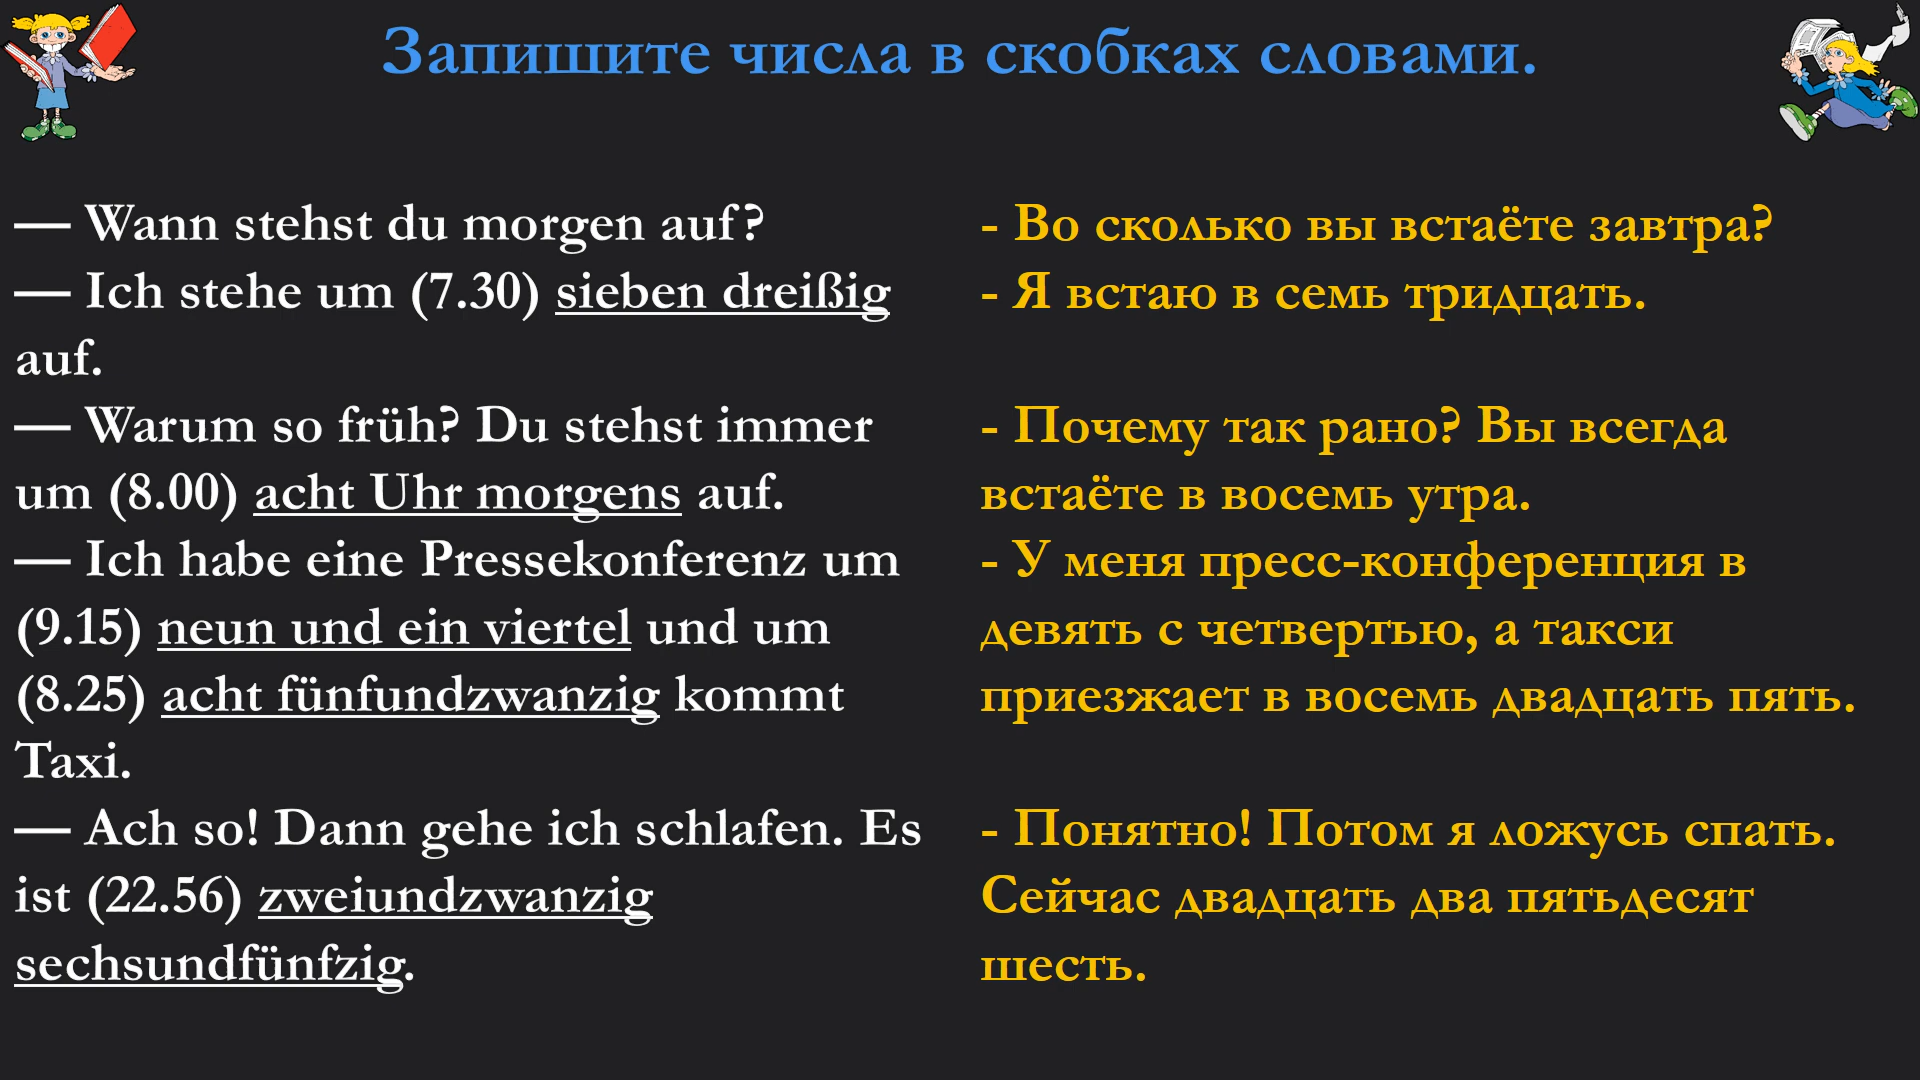 Запишите числа в скобках словами.
— Wann stehst du morgen auf?
— Ich stehe um (7.30) sieben dreißig
auf.
— Warum so früh? Du stehst immer
um (8.00) acht Uhr morgens auf.
— Ich habe eine Pressekonferenz um
(9.15) neun und ein viertel und um
(8.25) acht fünfundzwanzig kommt
Taxi.
— Ach so! Dann gehe ich schlafen. Es
ist (22.56) zweiundzwanzig
sechsundfünfzig.
- Во сколько вы встаёте завтра?
- Я встаю в семь тридцать.
- Почему так рано? Вы всегда
встаёте в восемь утра.
- У меня пресс-конференция в
девять с четвертью, а такси
приезжает в восемь двадцать пять.
- Понятно! Потом я ложусь спать.
Сейчас двадцать два пятьдесят
шесть.